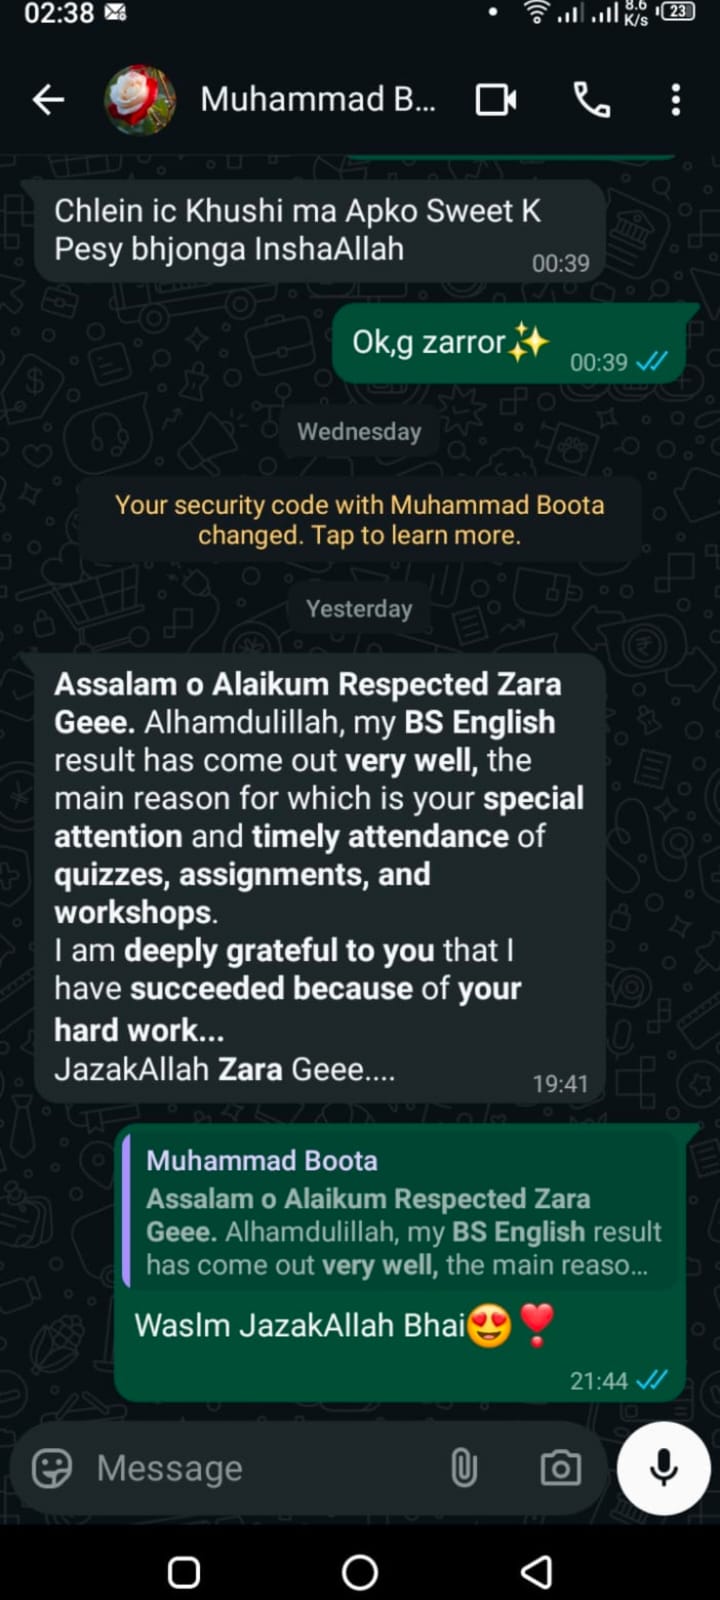 02:38
8.6
K/s
23
Muhammad B...
Chlein ic Khushi ma Apko Sweet K
Pesy bhjonga InshaAllah
00:39
Ok,g zarror✨
00:39
Wednesday
Your security code with Muhammad Boota
changed. Tap to learn more.
Yesterday
Assalam o Alaikum Respected Zara
Geee. Alhamdulillah, my BS English
result has come out very well, the
main reason for which is your special
attention and timely attendance of
quizzes, assignments, and
workshops.
I am deeply grateful to you that I
have succeeded because of your
hard work...
JazakAllah Zara Geee....
19:41
Muhammad Boota
Assalam o Alaikum Respected Zara
Geee. Alhamdulillah, my BS English result
has come out very well, the main reaso...
Waslm JazakAllah Bhai😍❣️
21:44
Message